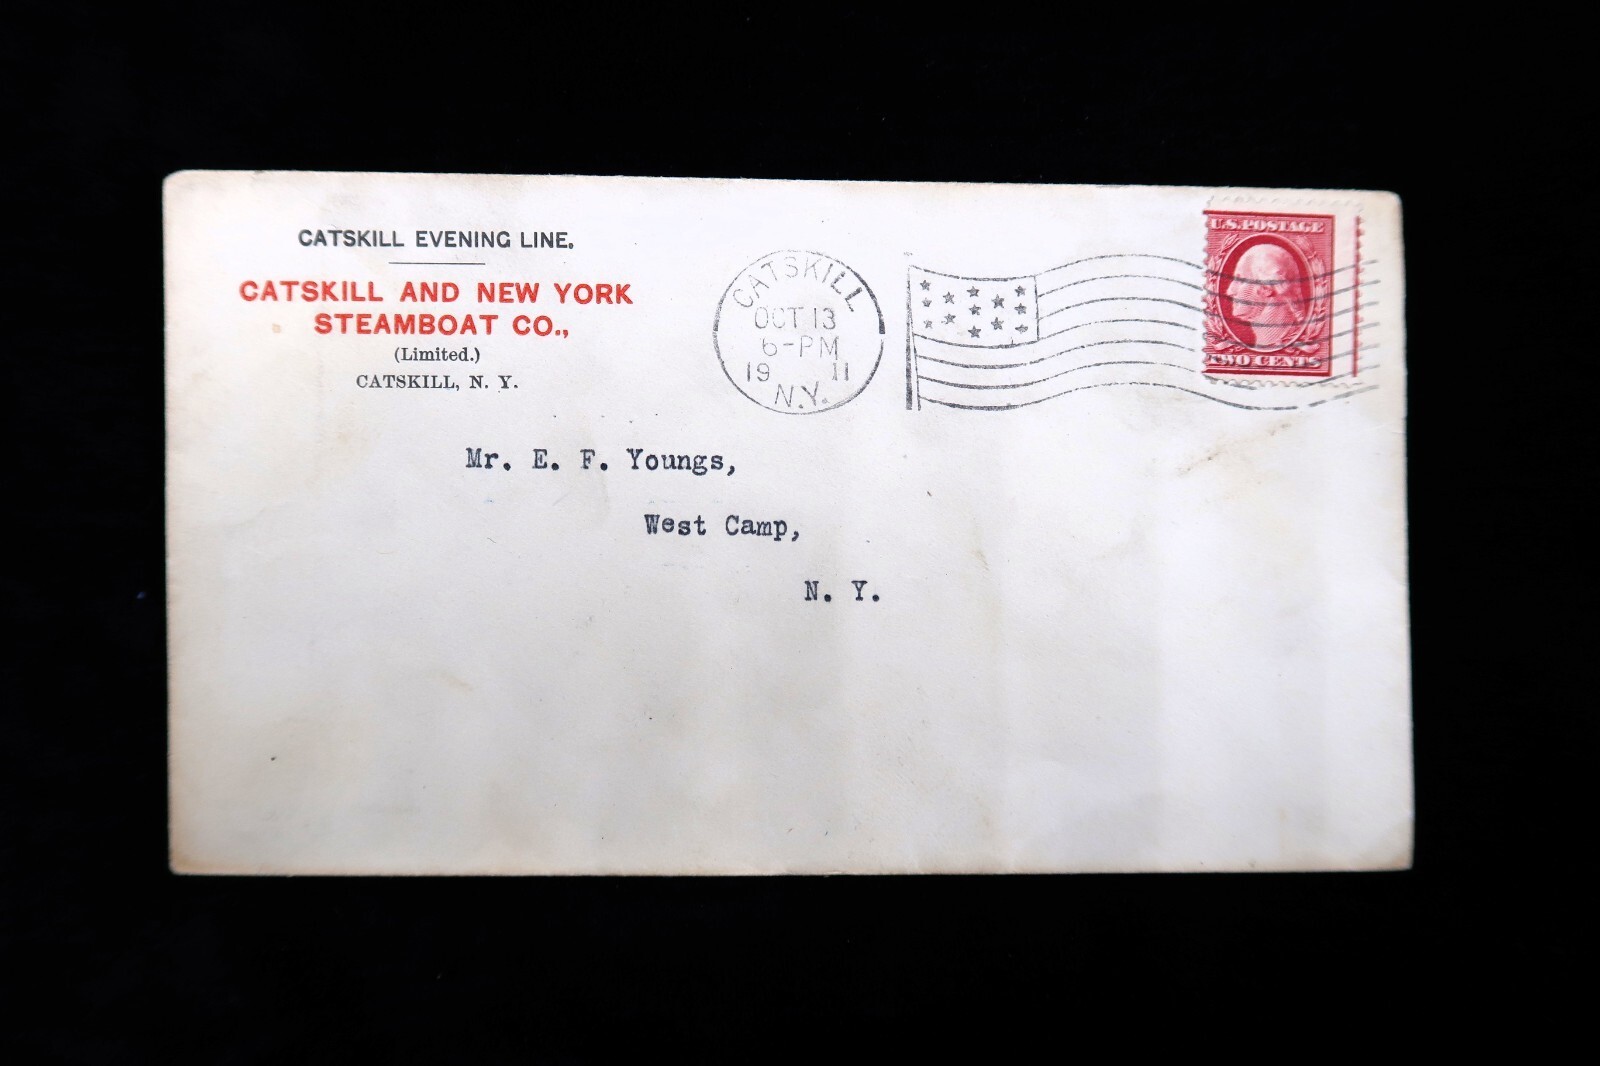 CATSKILL EVENING LINE.
CATSKILL AND NEW YORK
STEAMBOAT CO.,
(Limited.)
CATSKILL, N. Y.
CATSKILL
OCT 13
6-PM
19 11
N.Y.
U.S. POSTAGE
TWO CENTS
Mr. E. F. Youngs,
West Camp,
N. Y.